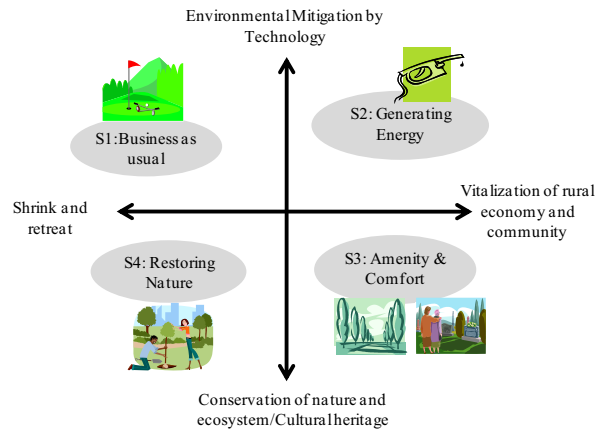 Environmental Mitigation by
Technology
S1:Business as
usual
S2: Generating
Energy
Shrink and
retreat
Vitalization of rural
economy and
community
S4: Restoring
Nature
S3: Amenity &
Comfort
Conservation of nature and
ecosystem/Cultural heritage